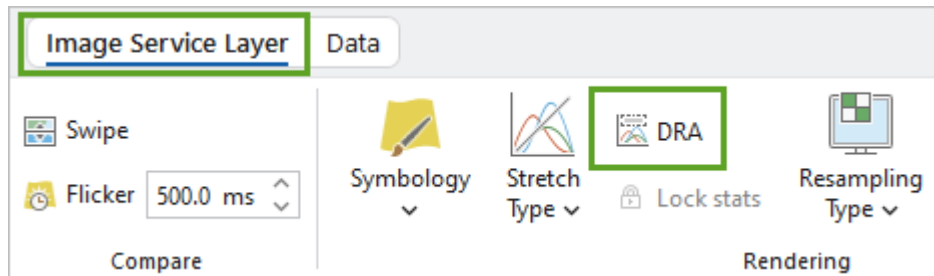 Image Service Layer Data
Swipe
Flicker 500.0 ms
Compare
Symbology
Stretch
Type
DRA
Lock stats
Resampling
Type
Rendering